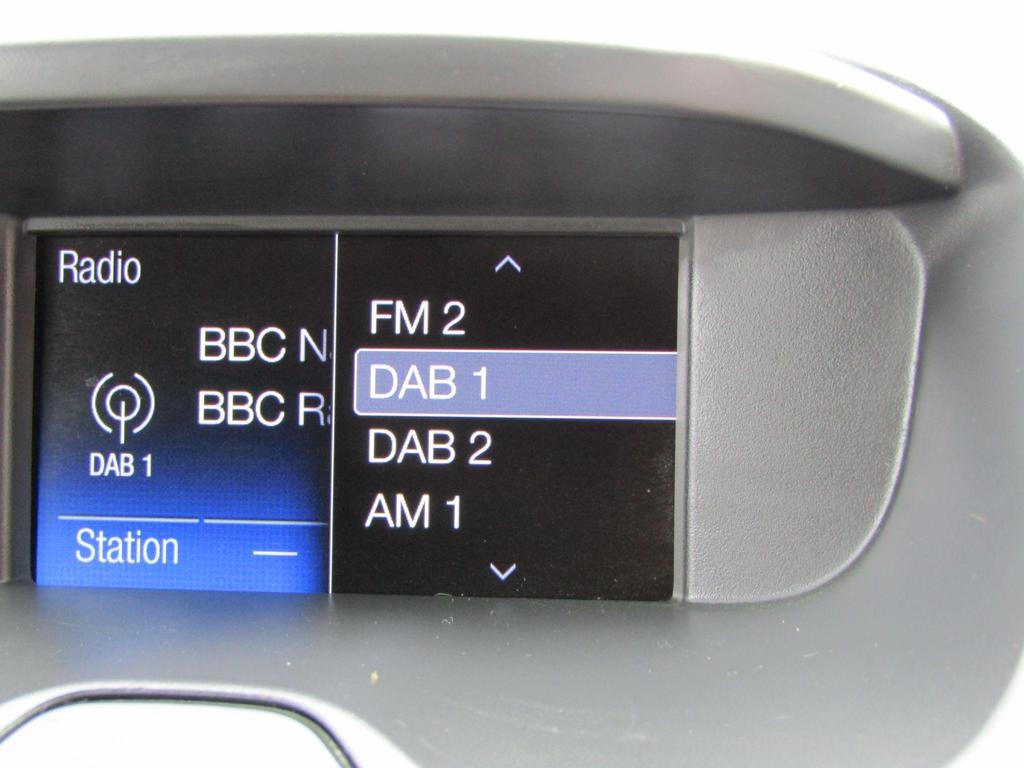 Radio
BBC N
BBC R
DAB 1
Station
FM 2
DAB 1
DAB 2
AM 1